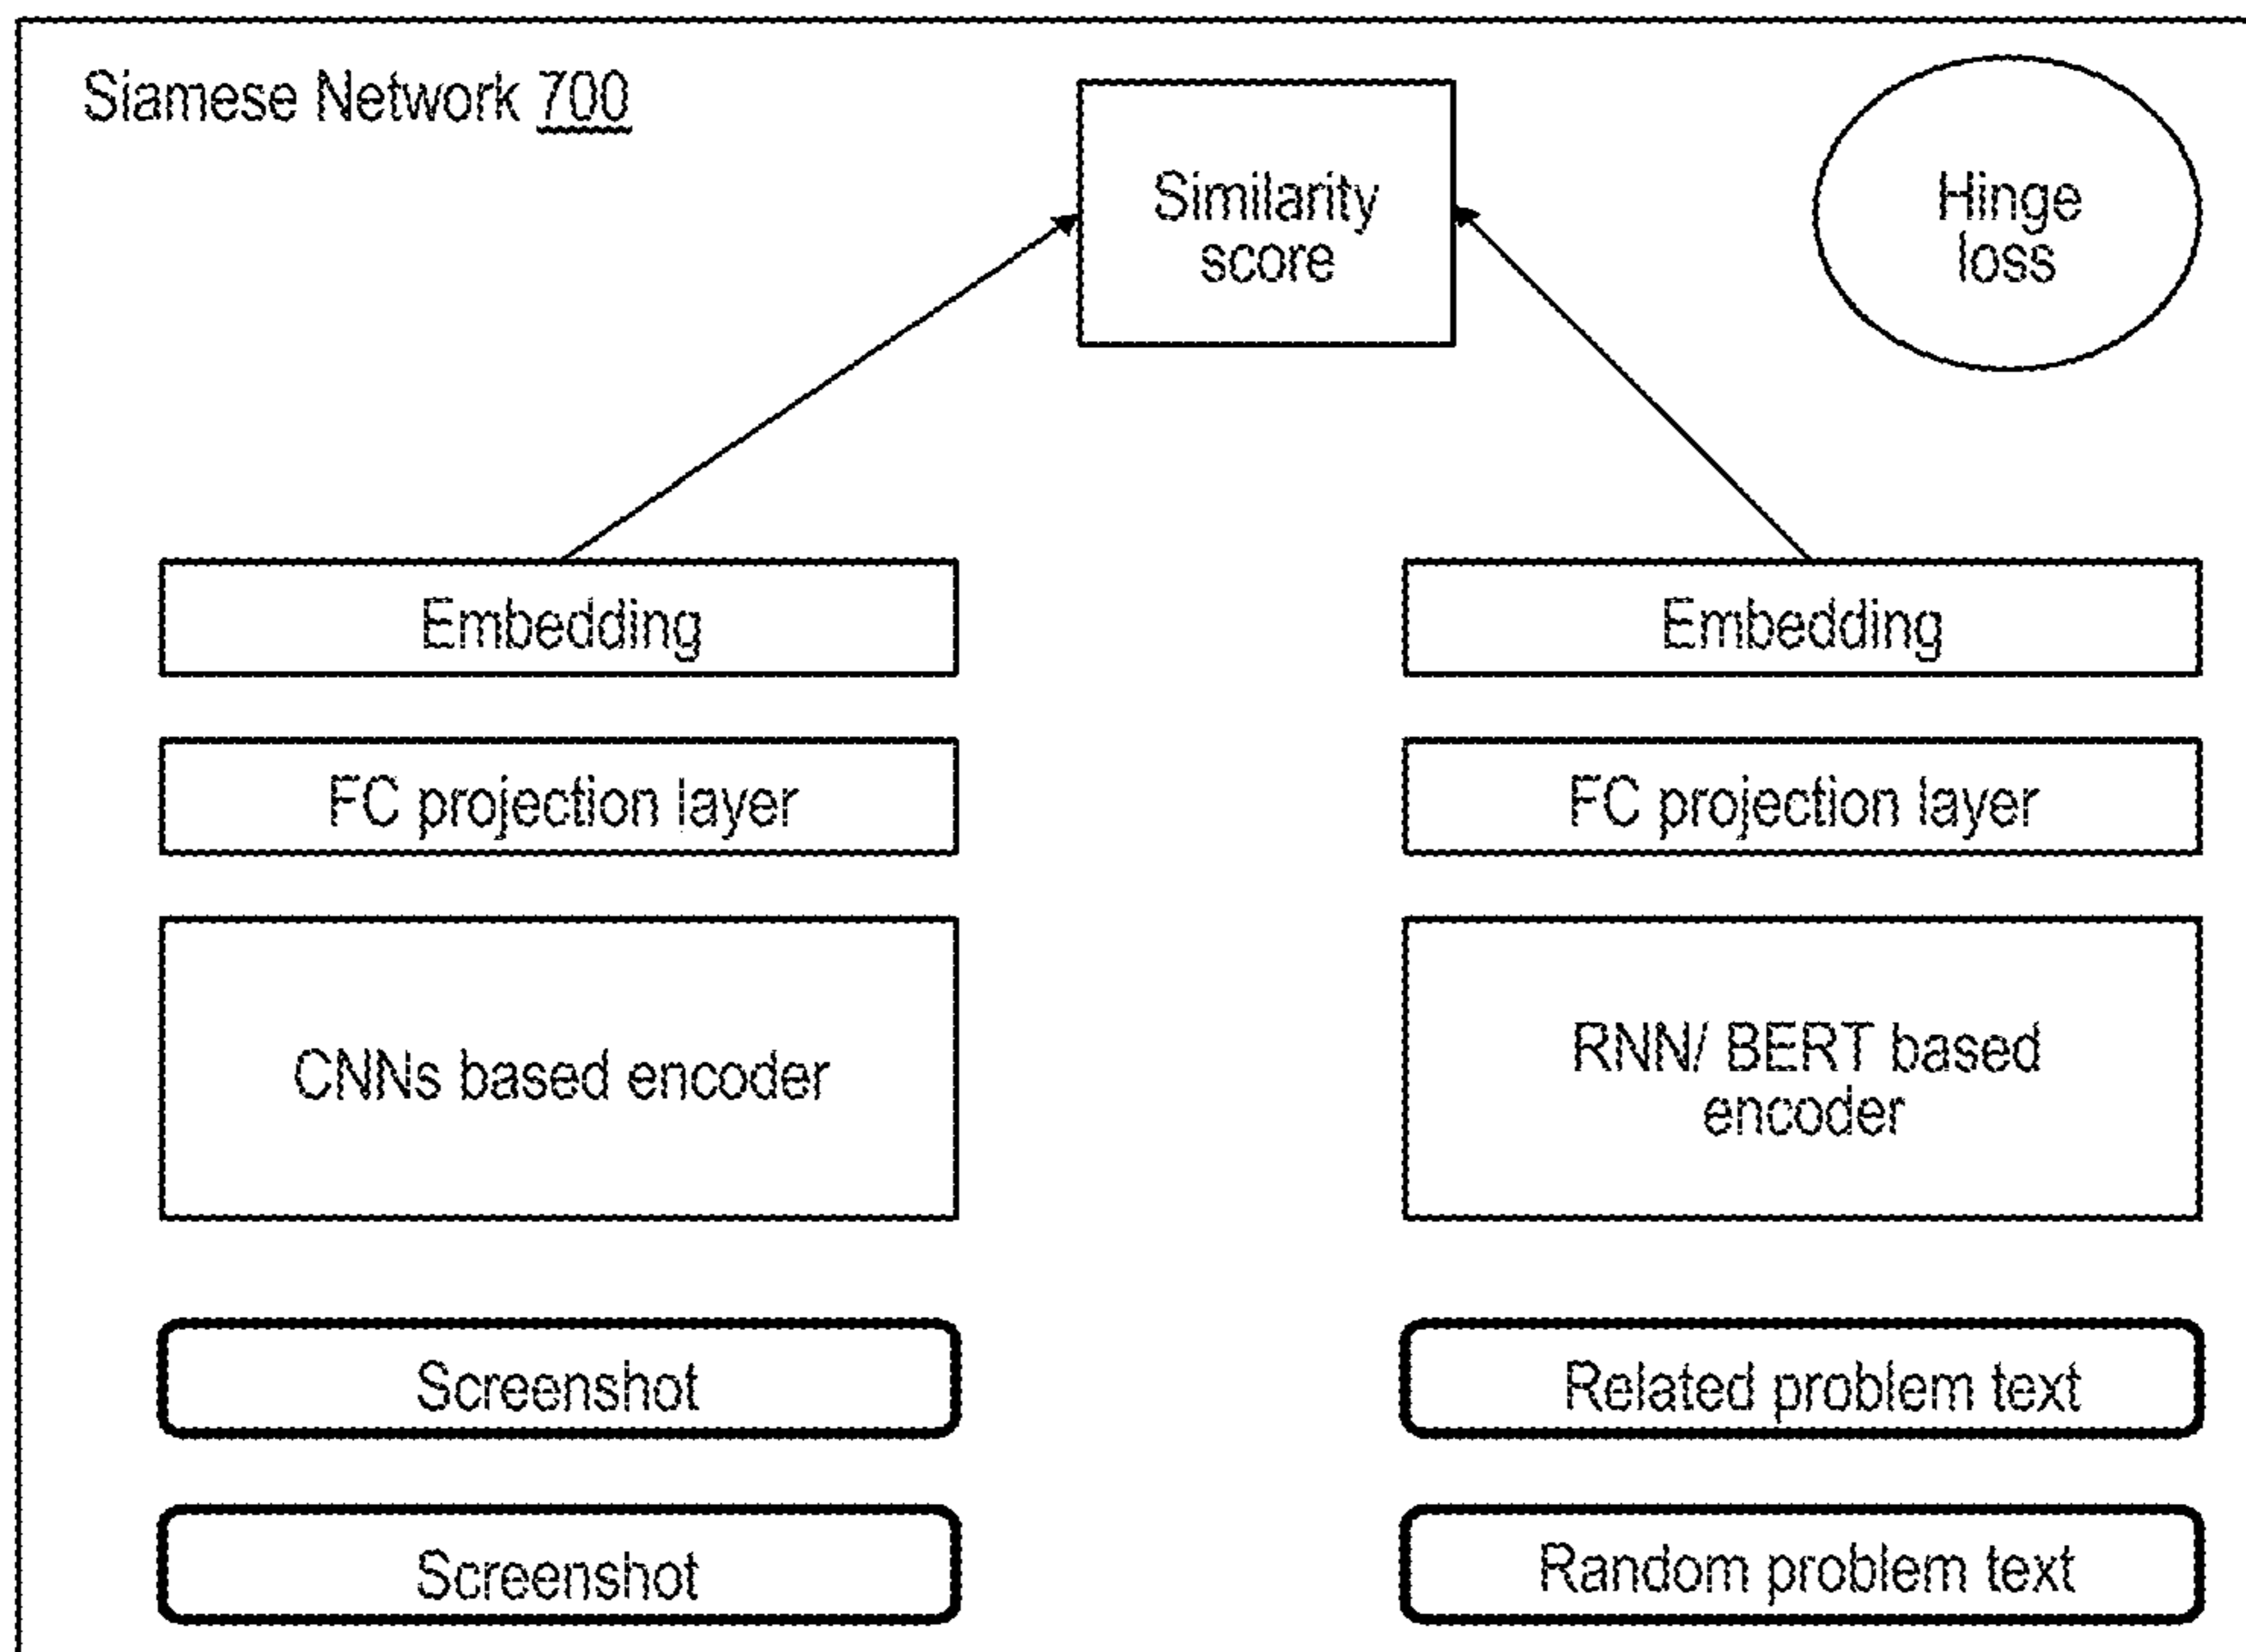 Siamese Network 700
Similarity
score
Hinge
loss
Embedding
Embedding
FC projection layer
FC projection layer
CNNs based encoder
RNN/ BERT based
encoder
Screenshot
Related problem text
Screenshot
Random problem text